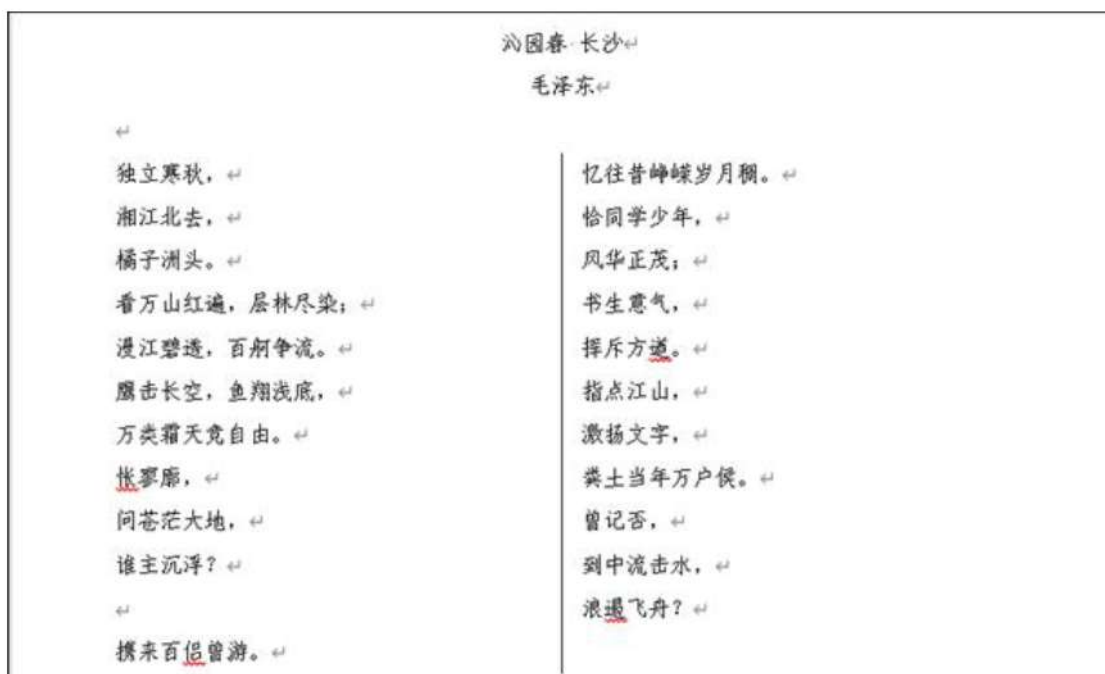 沁园春·长沙
毛泽东
独立寒秋，
湘江北去，
橘子洲头。
看万山红遍，层林尽染；
漫江碧透，百舸争流。
鹰击长空，鱼翔浅底，
万类霜天竞自由。
怅寥廓，
问苍茫大地，
谁主沉浮？
携来百侣曾游。
忆往昔峥嵘岁月稠。
恰同学少年，
风华正茂；
书生意气，
挥斥方遒。
指点江山，
激扬文字，
粪土当年万户侯。
曾记否，
到中流击水，
浪遏飞舟？